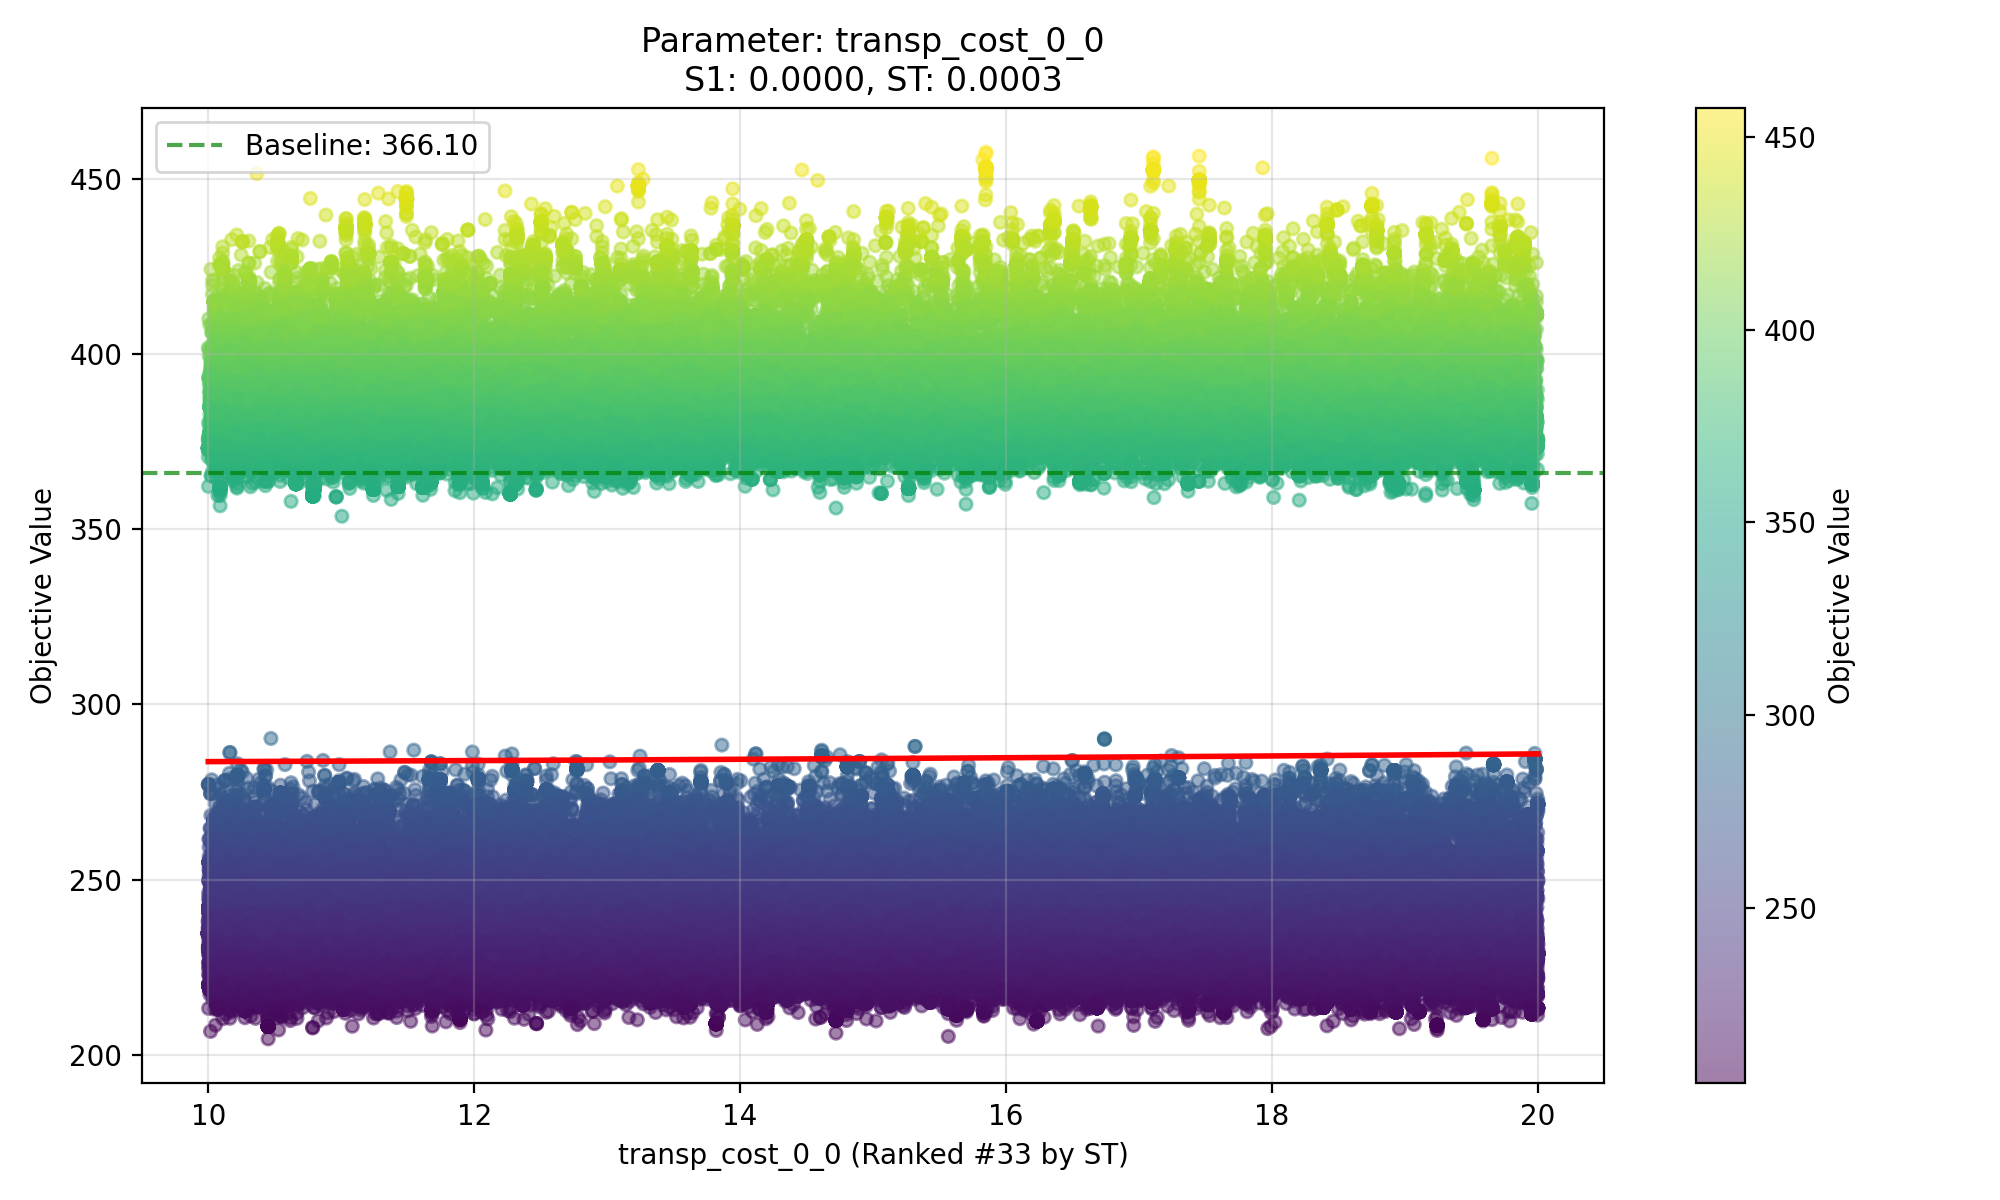 Parameter: transp_cost_0_0
S1: 0.0000, ST: 0.0003
Baseline: 366.10
Objective Value
450
400
350
300
250
200
10
12
14
16
18
20
transp_cost_0_0 (Ranked #33 by ST)
450
400
350
300
250
Objective Value